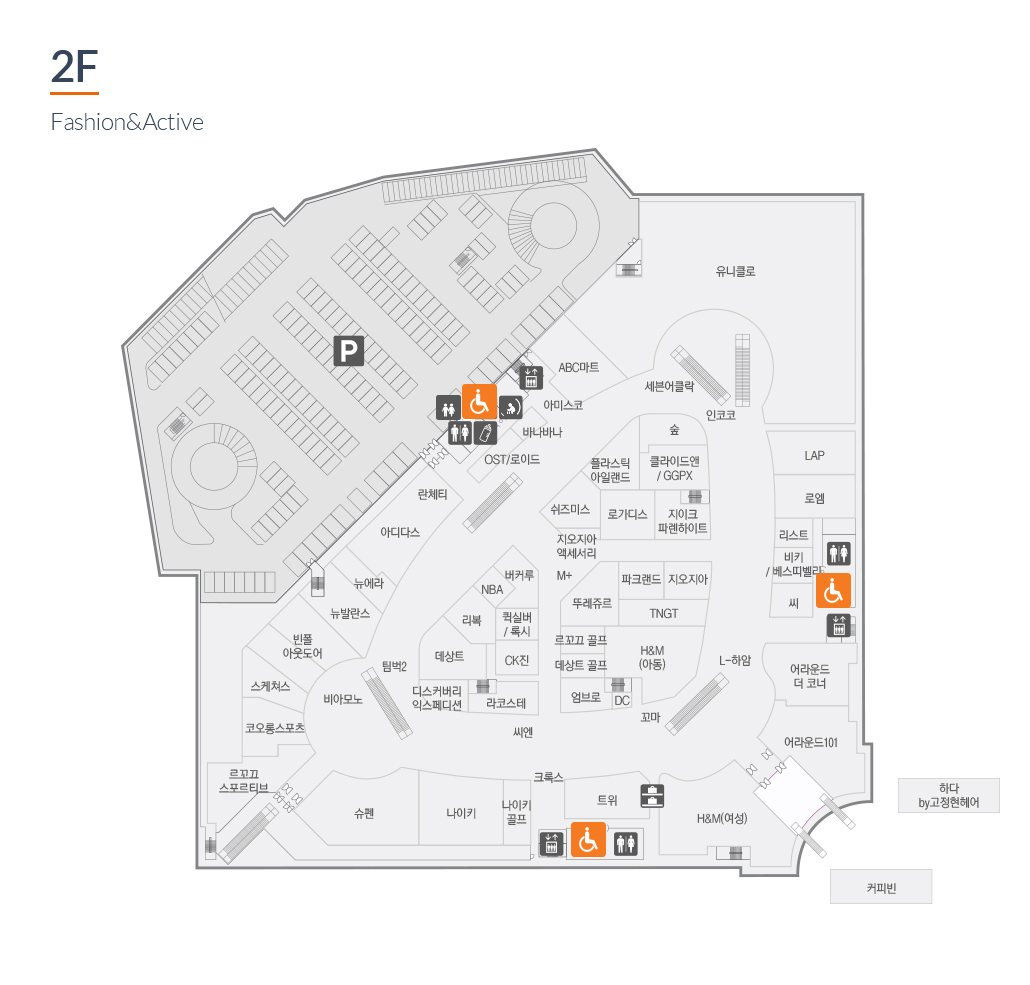 2F
Fashion&Active
유니클로
P
ABC마트
세븐어클락
아미스코
인코코
바나바나
숲
OST/로이드
플라스틱
아일랜드
클라이드앤
/ GGPX
LAP
란체티
로엠
쉬즈미스
로가디스
지이크
파렌하이트
아디다스
리스트
지오지아
액세서리
비키
/ 베스띠벨리
버커루
M+
파크랜드
지오지아
뉴에라
NBA
뚜레쥬르
씨
뉴발란스
리복
퀵실버
/ 록시
TNGT
빈폴
아웃도어
르꼬끄 골프
데상트
CK진
데상트 골프
H&M
(아동)
L-하암
팀벅2
어라운드
더 코너
스케쳐스
비아모노
디스커버리
익스페디션
라코스테
엄브로
DC
코오롱스포츠
꼬마
씨엔
어라운드101
르꼬끄
스포르티브
크록스
하다
by고정현헤어
슈펜
나이키
나이키
골프
트위
H&M(여성)
커피빈